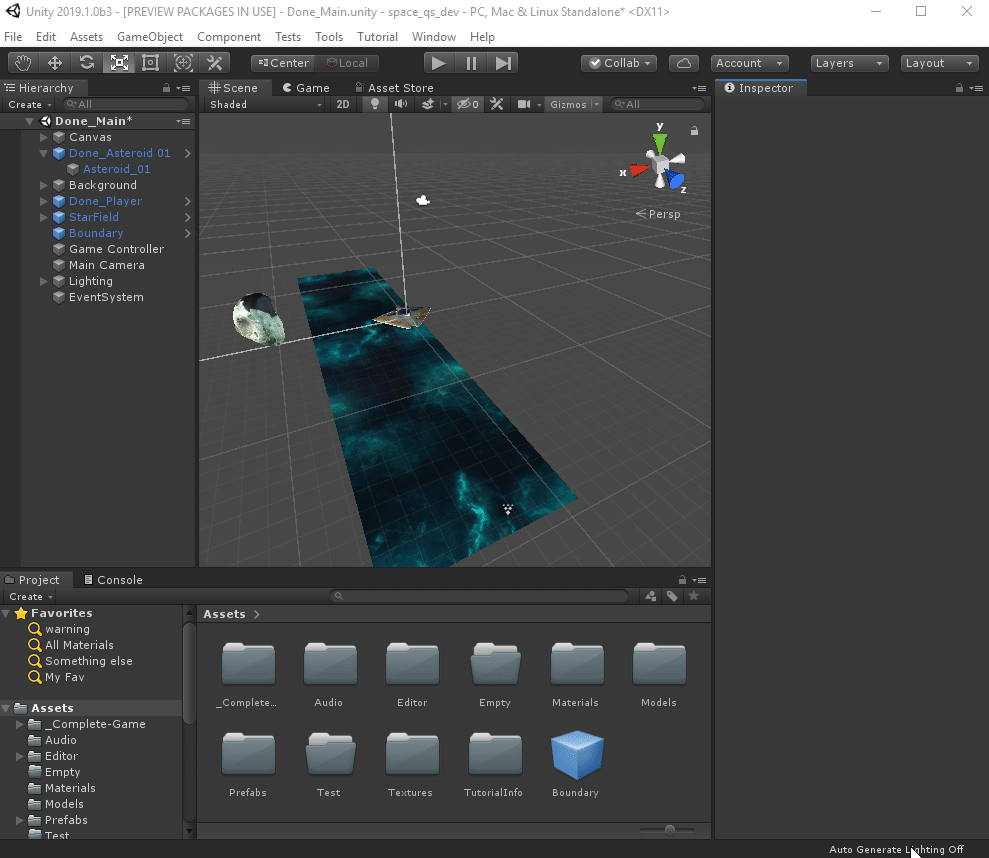 Unity 2019.1.0b3 - [PREVIEW PACKAGES IN USE] - Done_Main.unity - space_qs_dev - PC, Mac & Linux Standalone* <DX11>
File Edit Assets GameObject Component Tests Tools Tutorial Window Help
Center Local Collab Account Layers Layout
Hierarchy
Create All
Done_Main*
Canvas
Done_Asteroid 01
Asteroid_01
Background
Done_Player
StarField
Boundary
Game Controller
Main Camera
Lighting
EventSystem
Scene Game Asset Store
Shaded 2D 0 Gizmos All
y
x
z
Persp
Inspector
Project Console
Create
Favorites
warning
All Materials
Something else
My Fav
Assets
_Complete-Game
Audio
Editor
Empty
Materials
Models
Prefabs
Test
Assets
_Complete... Audio Editor Empty Materials Models
Prefabs Test Textures TutorialInfo Boundary
Auto Generate Lighting Off